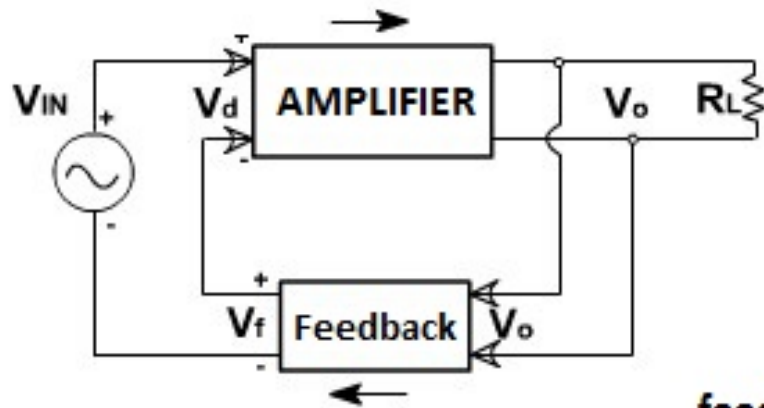 +
VIN
+
Vd
AMPLIFIER
Vo
RL
-
-
+
Vf
Feedback
Vo
-